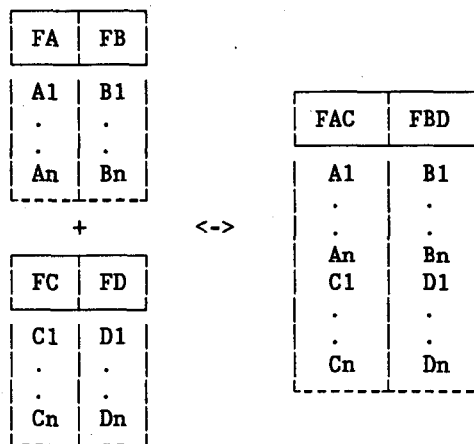 FA FB
A1 B1
. .
. .
An Bn
+
FC FD
C1 D1
. .
. .
Cn Dn
<->
FAC FBD
A1 B1
. .
. .
An Bn
C1 D1
. .
. .
Cn Dn